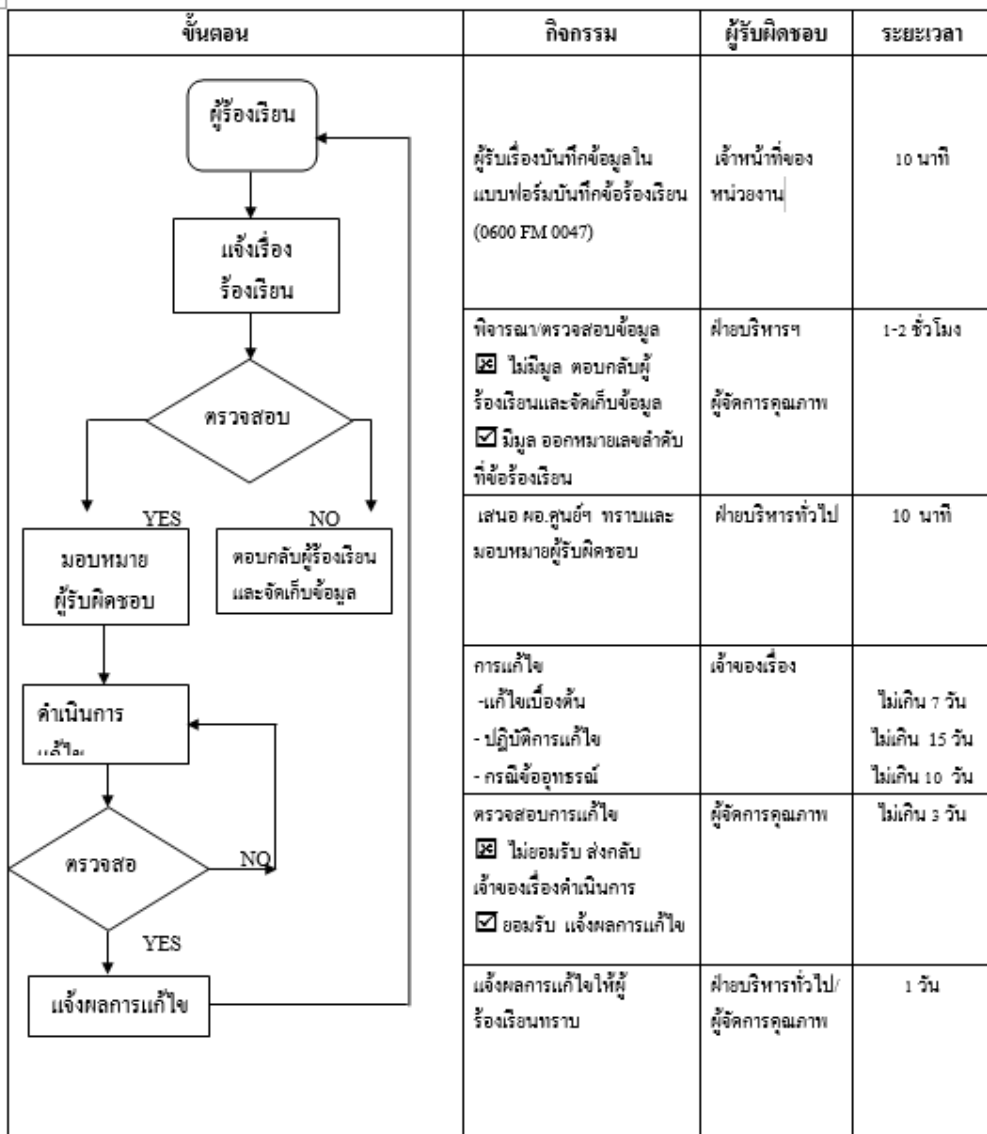 ขั้นตอน
กิจกรรม
ผู้รับผิดชอบ
ระยะเวลา
ผู้ร้องเรียน
แจ้งเรื่อง
ร้องเรียน
ตรวจสอบ
YES
NO
มอบหมาย
ผู้รับผิดชอบ
ตอบกลับผู้ร้องเรียน
และจัดเก็บข้อมูล
ดำเนินการ
แก้ไข
ตรวจสอ
NO
YES
แจ้งผลการแก้ไข
ผู้รับเรื่องบันทึกข้อมูลใน
แบบฟอร์มบันทึกข้อร้องเรียน
(0600 FM 0047)
เจ้าหน้าที่ของ
หน่วยงาน
10 นาที
พิจารณา/ตรวจสอบข้อมูล
ไม่มีมูล ตอบกลับผู้
ร้องเรียนและจัดเก็บข้อมูล
☑ มีมูล ออกหมายเลขลำดับ
ที่ข้อร้องเรียน
ฝ่ายบริหารฯ
ผู้จัดการคุณภาพ
1-2 ชั่วโมง
เสนอ ผอ.ศูนย์ฯ ทราบและ
มอบหมายผู้รับผิดชอบ
ฝ่ายบริหารทั่วไป
10 นาที
การแก้ไข
-แก้ไขเบื้องต้น
- ปฏิบัติการแก้ไข
- กรณีข้ออุทธรณ์
เจ้าของเรื่อง
ไม่เกิน 7 วัน
ไม่เกิน 15 วัน
ไม่เกิน 10 วัน
ตรวจสอบการแก้ไข
ไม่ยอมรับ ส่งกลับ
เจ้าของเรื่องดำเนินการ
☑ ยอมรับ แจ้งผลการแก้ไข
ผู้จัดการคุณภาพ
ไม่เกิน 3 วัน
แจ้งผลการแก้ไขให้ผู้
ร้องเรียนทราบ
ฝ่ายบริหารทั่วไป/
ผู้จัดการคุณภาพ
1 วัน